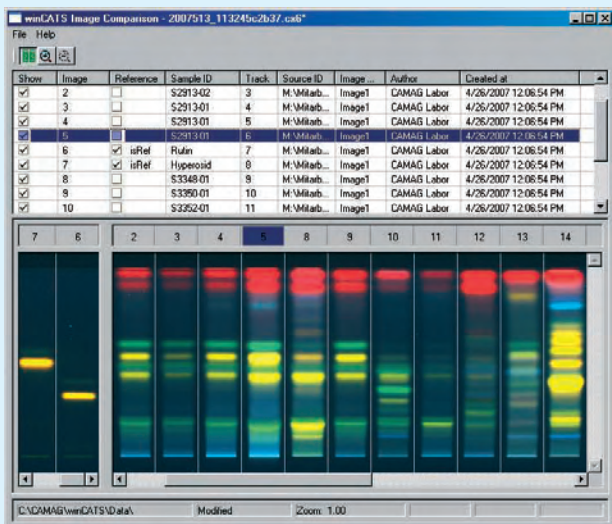 winCATS Image Comparison - 2007513_113245c2b37.cx6*
File Help
Show Image Reference Sample ID Track Source ID Image ... Author Created at
2 S2913-02 3 M:\Mitarb... Image1 CAMAG Labor 4/26/2007 12:06:54 PM
3 S2913-01 4 M:\Mitarb... Image1 CAMAG Labor 4/26/2007 12:06:54 PM
4 S2913-01 5 M:\Mitarb... Image1 CAMAG Labor 4/26/2007 12:06:54 PM
5 S2913-01 6 M:\Mitarb... Image1 CAMAG Labor 4/26/2007 12:06:54 PM
6 isRef Rutin 7 M:\Mitarb... Image1 CAMAG Labor 4/26/2007 12:06:54 PM
7 isRef Hyperosid 8 M:\Mitarb... Image1 CAMAG Labor 4/26/2007 12:06:54 PM
8 S3348-01 9 M:\Mitarb... Image1 CAMAG Labor 4/26/2007 12:06:54 PM
9 S3350-01 10 M:\Mitarb... Image1 CAMAG Labor 4/26/2007 12:06:54 PM
10 S3352-01 11 M:\Mitarb... Image1 CAMAG Labor 4/26/2007 12:06:54 PM
7 6 2 3 4 5 8 9 10 11 12 13 14
C:\CAMAG\winCATS\Data\ Modified Zoom: 1.00